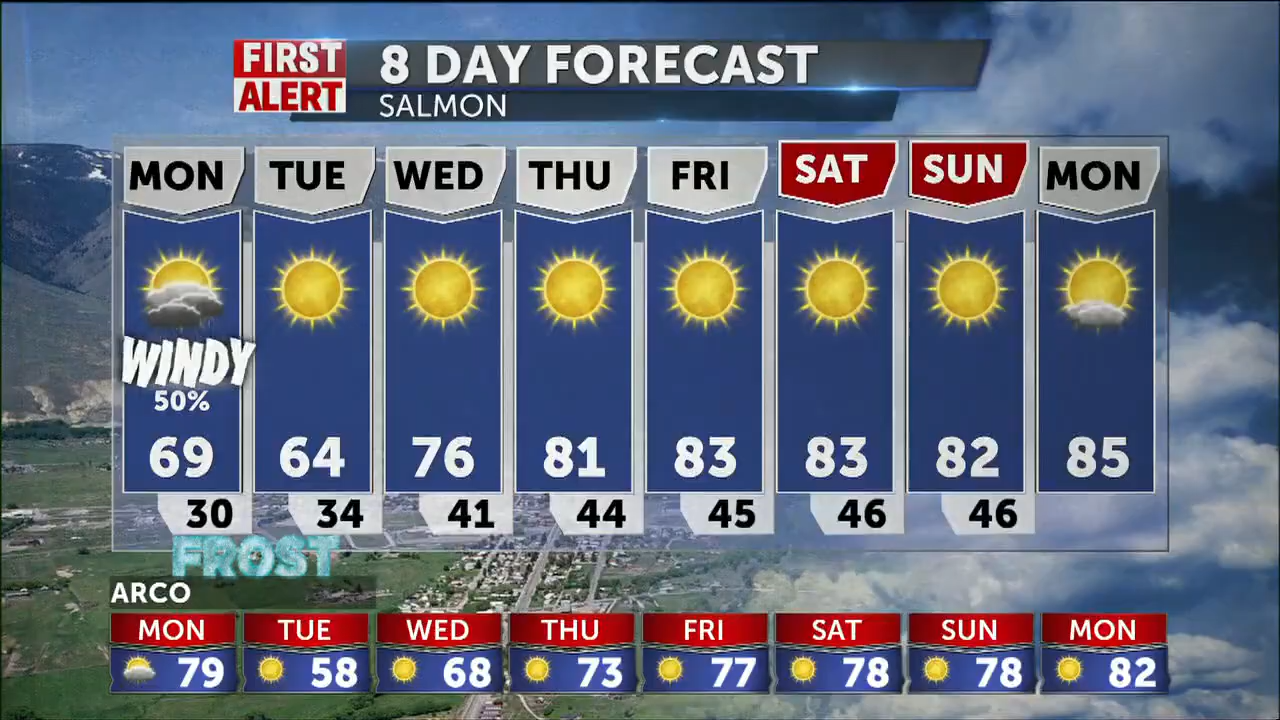 FIRST
ALERT
8 DAY FORECAST
SALMON
MON TUE WED THU FRI SAT SUN MON
WINDY
50%
69 64 76 81 83 83 82 85
30 34 41 44 45 46 46
FROST
ARCO
MON TUE WED THU FRI SAT SUN MON
79 58 68 73 77 78 78 82